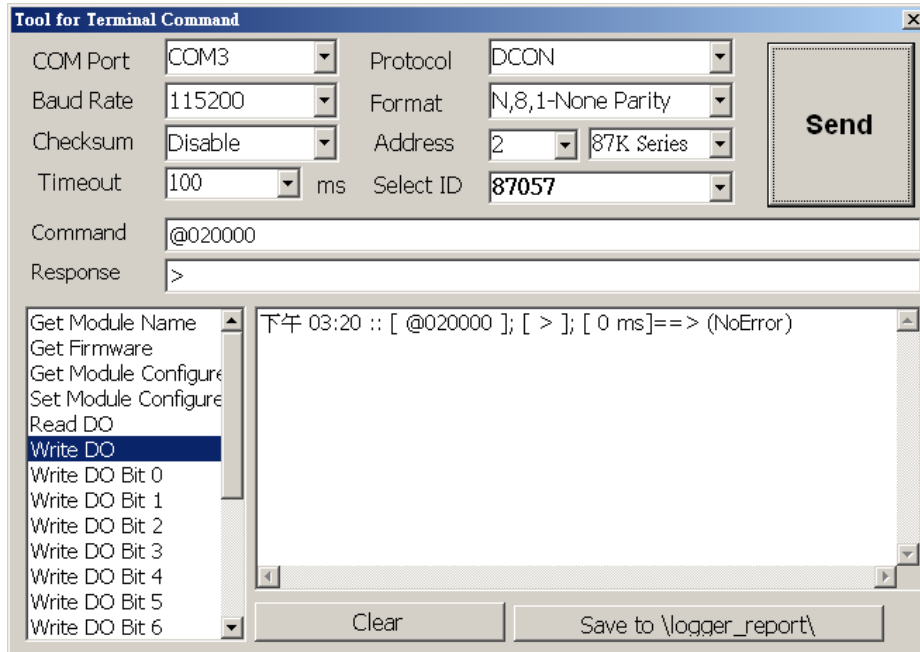 Tool for Terminal Command
COM Port COM3 Protocol DCON
Baud Rate 115200 Format N,8,1-None Parity
Checksum Disable Address 2 87K Series
Timeout 100 ms Select ID 87057
Send
Command @020000
Response >
Get Module Name
Get Firmware
Get Module Configure
Set Module Configure
Read DO
Write DO
Write DO Bit 0
Write DO Bit 1
Write DO Bit 2
Write DO Bit 3
Write DO Bit 4
Write DO Bit 5
Write DO Bit 6
下午 03:20 :: [ @020000 ]; [ > ]; [ 0 ms]==> (NoError)
Clear
Save to \logger_report\